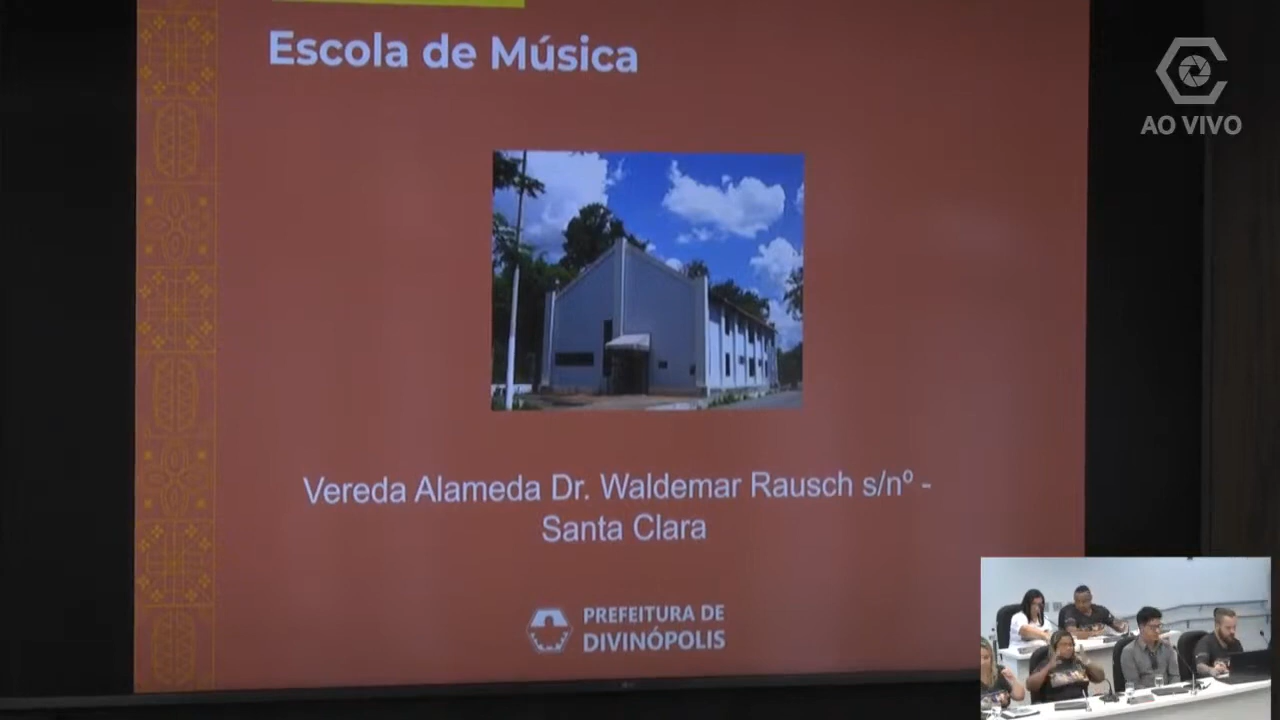 Escola de Música
AO VIVO
Vereda Alameda Dr. Waldemar Rausch s/nº -
Santa Clara
PREFEITURA DE
DIVINÓPOLIS